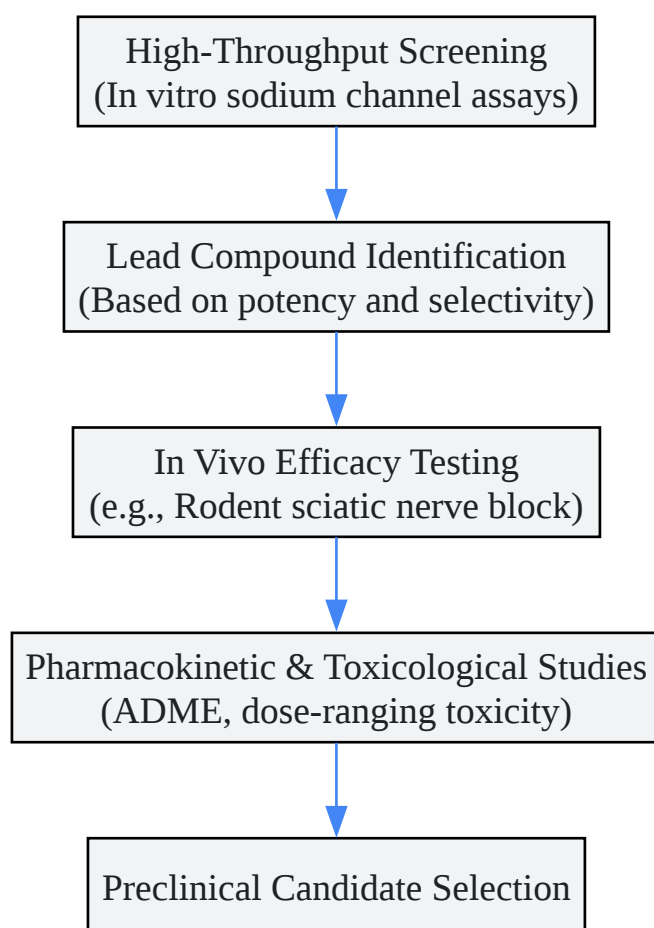 High-Throughput Screening
(In vitro sodium channel assays)
Lead Compound Identification
(Based on potency and selectivity)
In Vivo Efficacy Testing
(e.g., Rodent sciatic nerve block)
Pharmacokinetic & Toxicological Studies
(ADME, dose-ranging toxicity)
Preclinical Candidate Selection